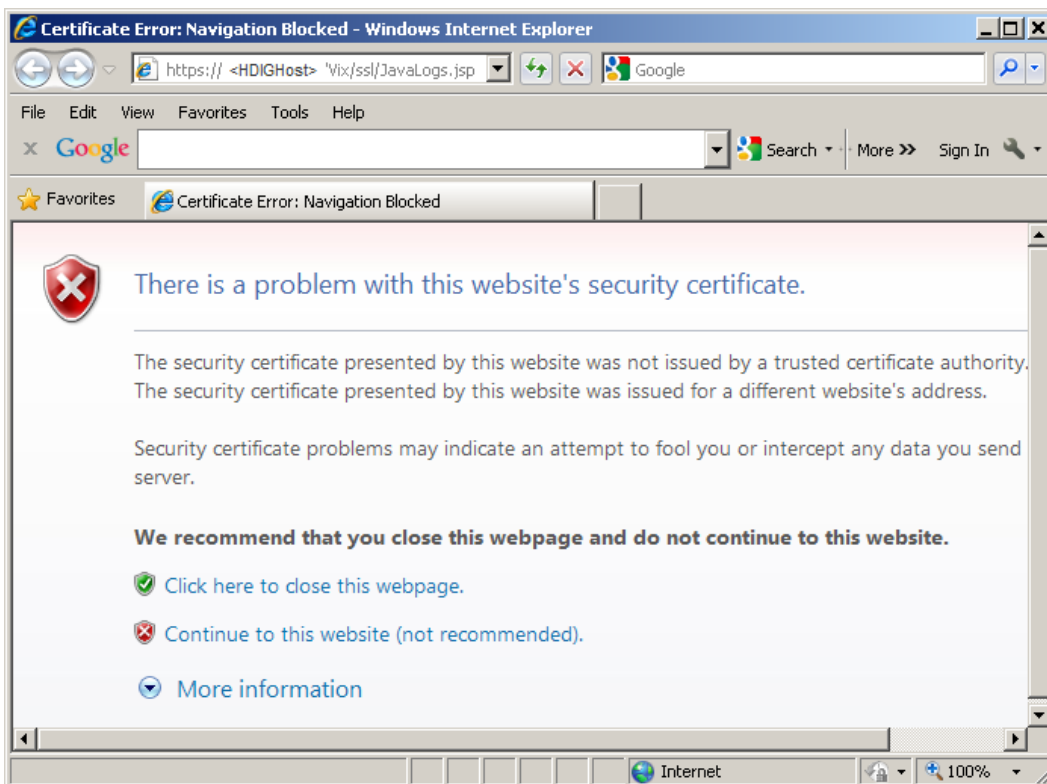 Certificate Error: Navigation Blocked - Windows Internet Explorer
https:// <HDIGHost> 'Vix/ssl/JavaLogs.jsp
Google
File Edit View Favorites Tools Help
x Google Search More >> Sign In
Favorites Certificate Error: Navigation Blocked
There is a problem with this website's security certificate.
The security certificate presented by this website was not issued by a trusted certificate authority.
The security certificate presented by this website was issued for a different website's address.
Security certificate problems may indicate an attempt to fool you or intercept any data you send
server.
We recommend that you close this webpage and do not continue to this website.
Click here to close this webpage.
Continue to this website (not recommended).
More information
Internet 100%